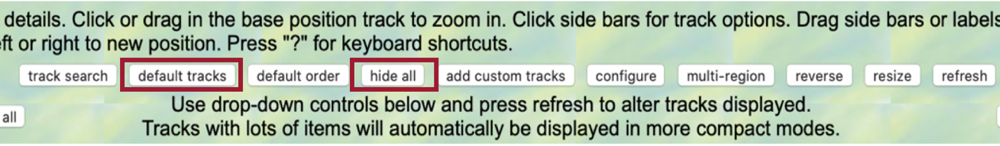 details. Click or drag in the base position track to zoom in. Click side bars for track options. Drag side bars or labels
ft or right to new position. Press "?" for keyboard shortcuts.
track search default tracks default order hide all add custom tracks configure multi-region reverse resize refresh
Use drop-down controls below and press refresh to alter tracks displayed.
all
Tracks with lots of items will automatically be displayed in more compact modes.